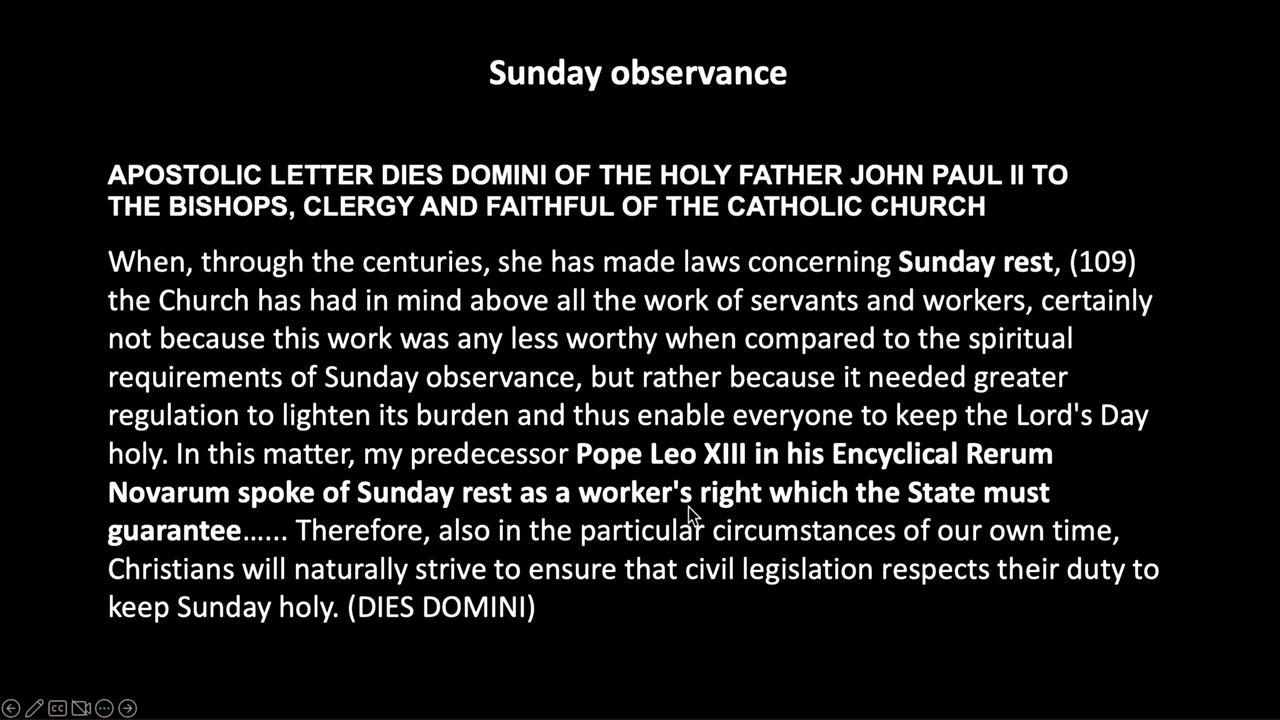 Sunday observance
APOSTOLIC LETTER DIES DOMINI OF THE HOLY FATHER JOHN PAUL II TO
THE BISHOPS, CLERGY AND FAITHFUL OF THE CATHOLIC CHURCH
When, through the centuries, she has made laws concerning Sunday rest, (109)
the Church has had in mind above all the work of servants and workers, certainly
not because this work was any less worthy when compared to the spiritual
requirements of Sunday observance, but rather because it needed greater
regulation to lighten its burden and thus enable everyone to keep the Lord's Day
holy. In this matter, my predecessor Pope Leo XIII in his Encyclical Rerum
Novarum spoke of Sunday rest as a worker's right which the State must
guarantee...... Therefore, also in the particular circumstances of our own time,
Christians will naturally strive to ensure that civil legislation respects their duty to
keep Sunday holy. (DIES DOMINI)
CC